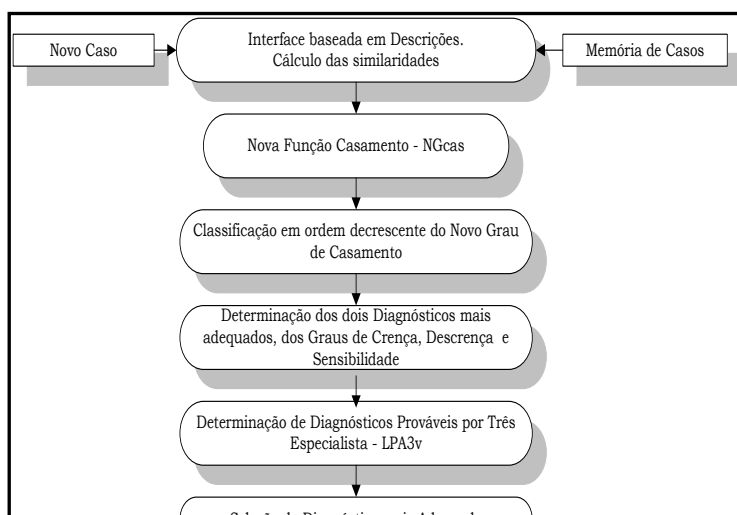 Novo Caso
Interface baseada em Descrições.
Cálculo das similaridades
Memória de Casos
Nova Função Casamento - NGcas
Classificação em ordem decrescente do Novo Grau
de Casamento
Determinação dos dois Diagnósticos mais
adequados, dos Graus de Crença, Descrença e
Sensibilidade
Determinação de Diagnósticos Prováveis por Três
Especialista - LPA3v